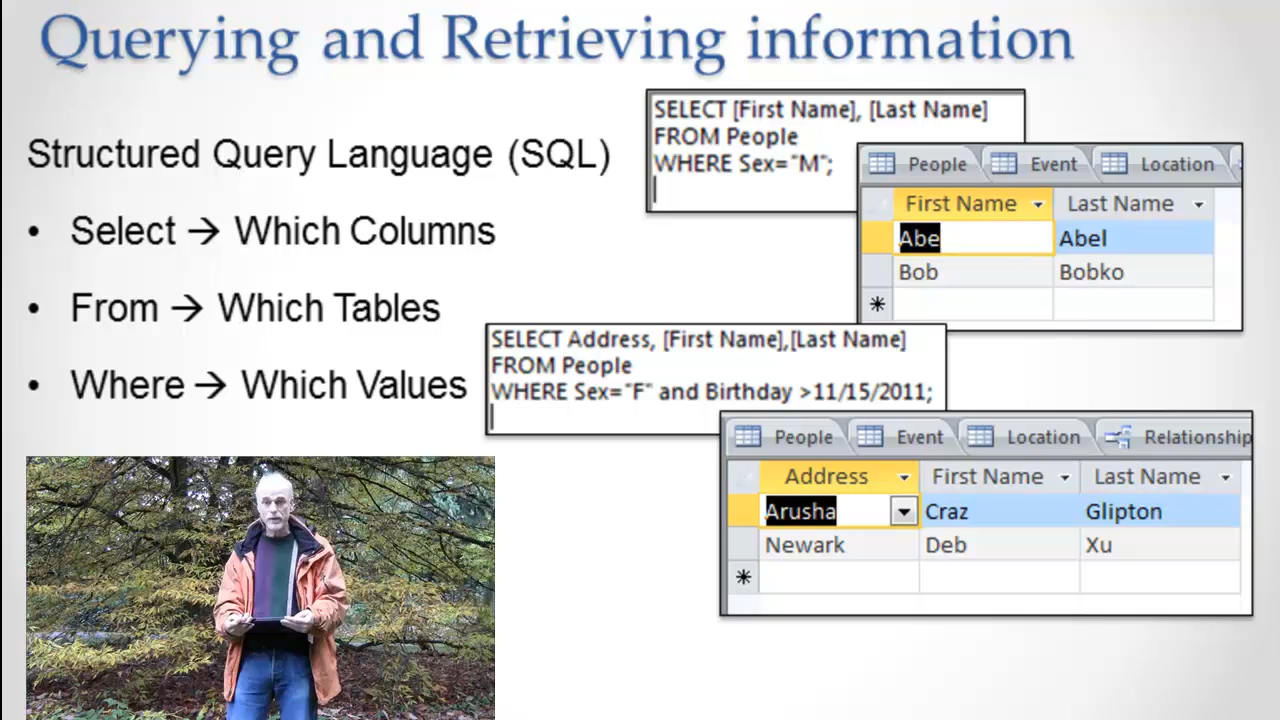 Querying and Retrieving information
Structured Query Language (SQL)
• Select → Which Columns
• From → Which Tables
• Where → Which Values
SELECT [First Name], [Last Name]
FROM People
WHERE Sex="M";
People Event Location
First Name Last Name
Abe Abel
Bob Bobko
SELECT Address, [First Name],[Last Name]
FROM People
WHERE Sex="F" and Birthday >11/15/2011;
People Event Location Relationship
Address First Name Last Name
Arusha Craz Glipton
Newark Deb Xu